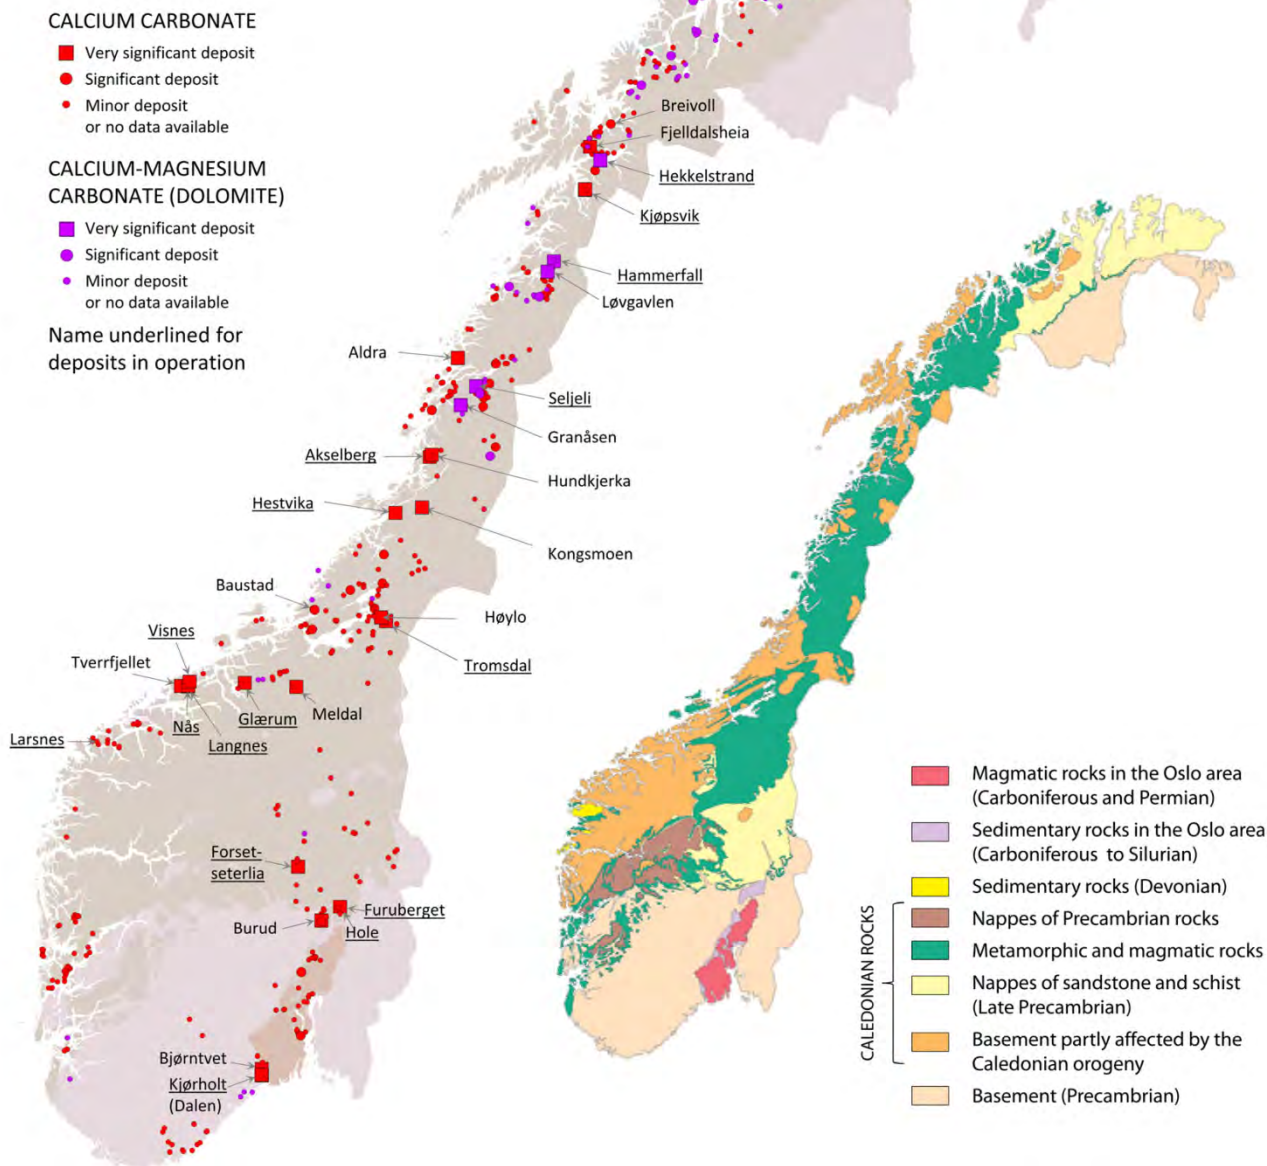 CALCIUM CARBONATE
Very significant deposit
Significant deposit
Minor deposit
or no data available
CALCIUM-MAGNESIUM
CARBONATE (DOLOMITE)
Very significant deposit
Significant deposit
Minor deposit
or no data available
Name underlined for
deposits in operation
Breivoll
Fjelldalsheia
Hekkelstrand
Kjøpsvik
Hammerfall
Løvgavlen
Aldra
Seljeli
Granåsen
Akselberg
Hundkjerka
Hestvika
Kongsmoen
Baustad
Høylo
Visnes
Tromsdal
Tverrfjellet
Nås
Glærum
Meldal
Langnes
Larsnes
Forset-
seterlia
Furuberget
Burud
Hole
Bjørntvet
Kjørholt
(Dalen)
Magmatic rocks in the Oslo area
(Carboniferous and Permian)
Sedimentary rocks in the Oslo area
(Carboniferous to Silurian)
Sedimentary rocks (Devonian)
CALEDONIAN ROCKS
Nappes of Precambrian rocks
Metamorphic and magmatic rocks
Nappes of sandstone and schist
(Late Precambrian)
Basement partly affected by the
Caledonian orogeny
Basement (Precambrian)